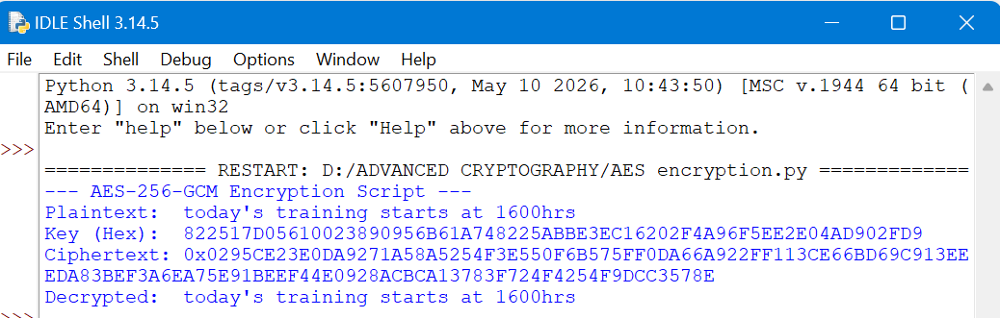 IDLE Shell 3.14.5
File Edit Shell Debug Options Window Help
Python 3.14.5 (tags/v3.14.5:5607950, May 10 2026, 10:43:50) [MSC v.1944 64 bit (
AMD64)] on win32
Enter "help" below or click "Help" above for more information.
>>>
============== RESTART: D:/ADVANCED CRYPTOGRAPHY/AES encryption.py =============
--- AES-256-GCM Encryption Script ---
Plaintext:  today's training starts at 1600hrs
Key (Hex):  822517D05610023890956B61A748225ABBE3EC16202F4A96F5EE2E04AD902FD9
Ciphertext: 0x0295CE23E0DA9271A58A5254F3E550F6B575FF0DA66A922FF113CE66BD69C913EE
EDA83BEF3A6EA75E91BEEF44E0928ACBCA13783F724F4254F9DCC3578E
Decrypted:  today's training starts at 1600hrs
>>>